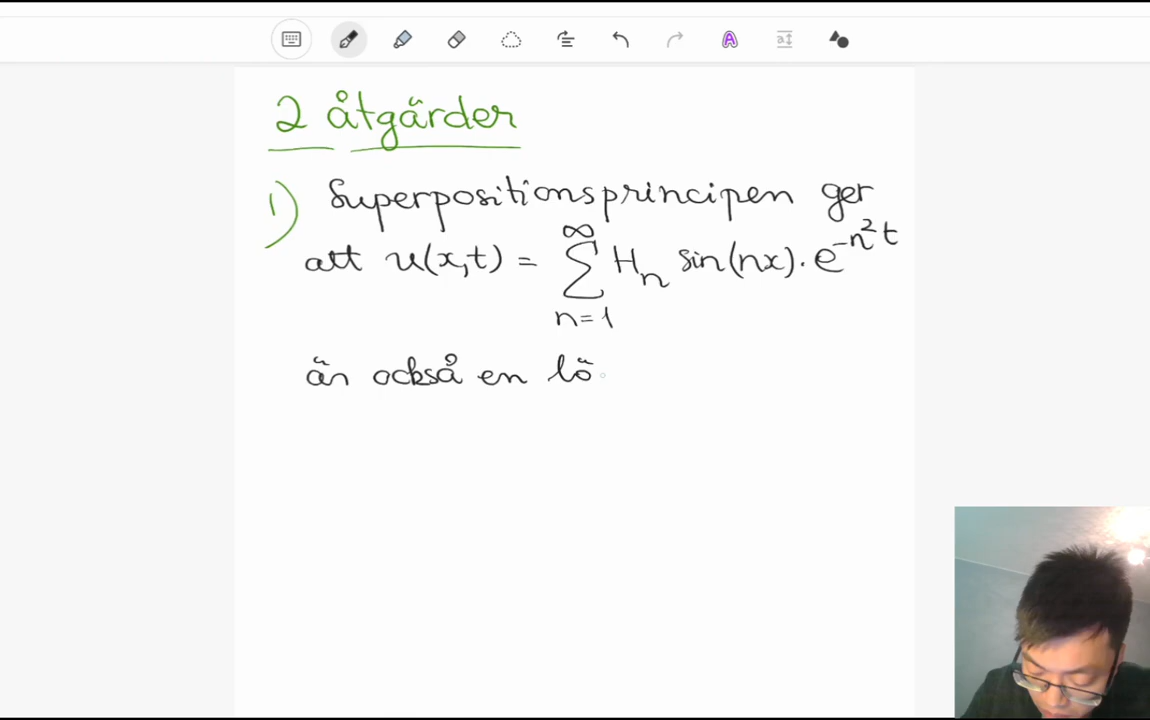 2 åtgärder
1) Superpositionsprincipen ger
att u(x,t) = ∑_{n=1}^{∞} H_n sin(nx)·e^{-n²t}
är också en lö